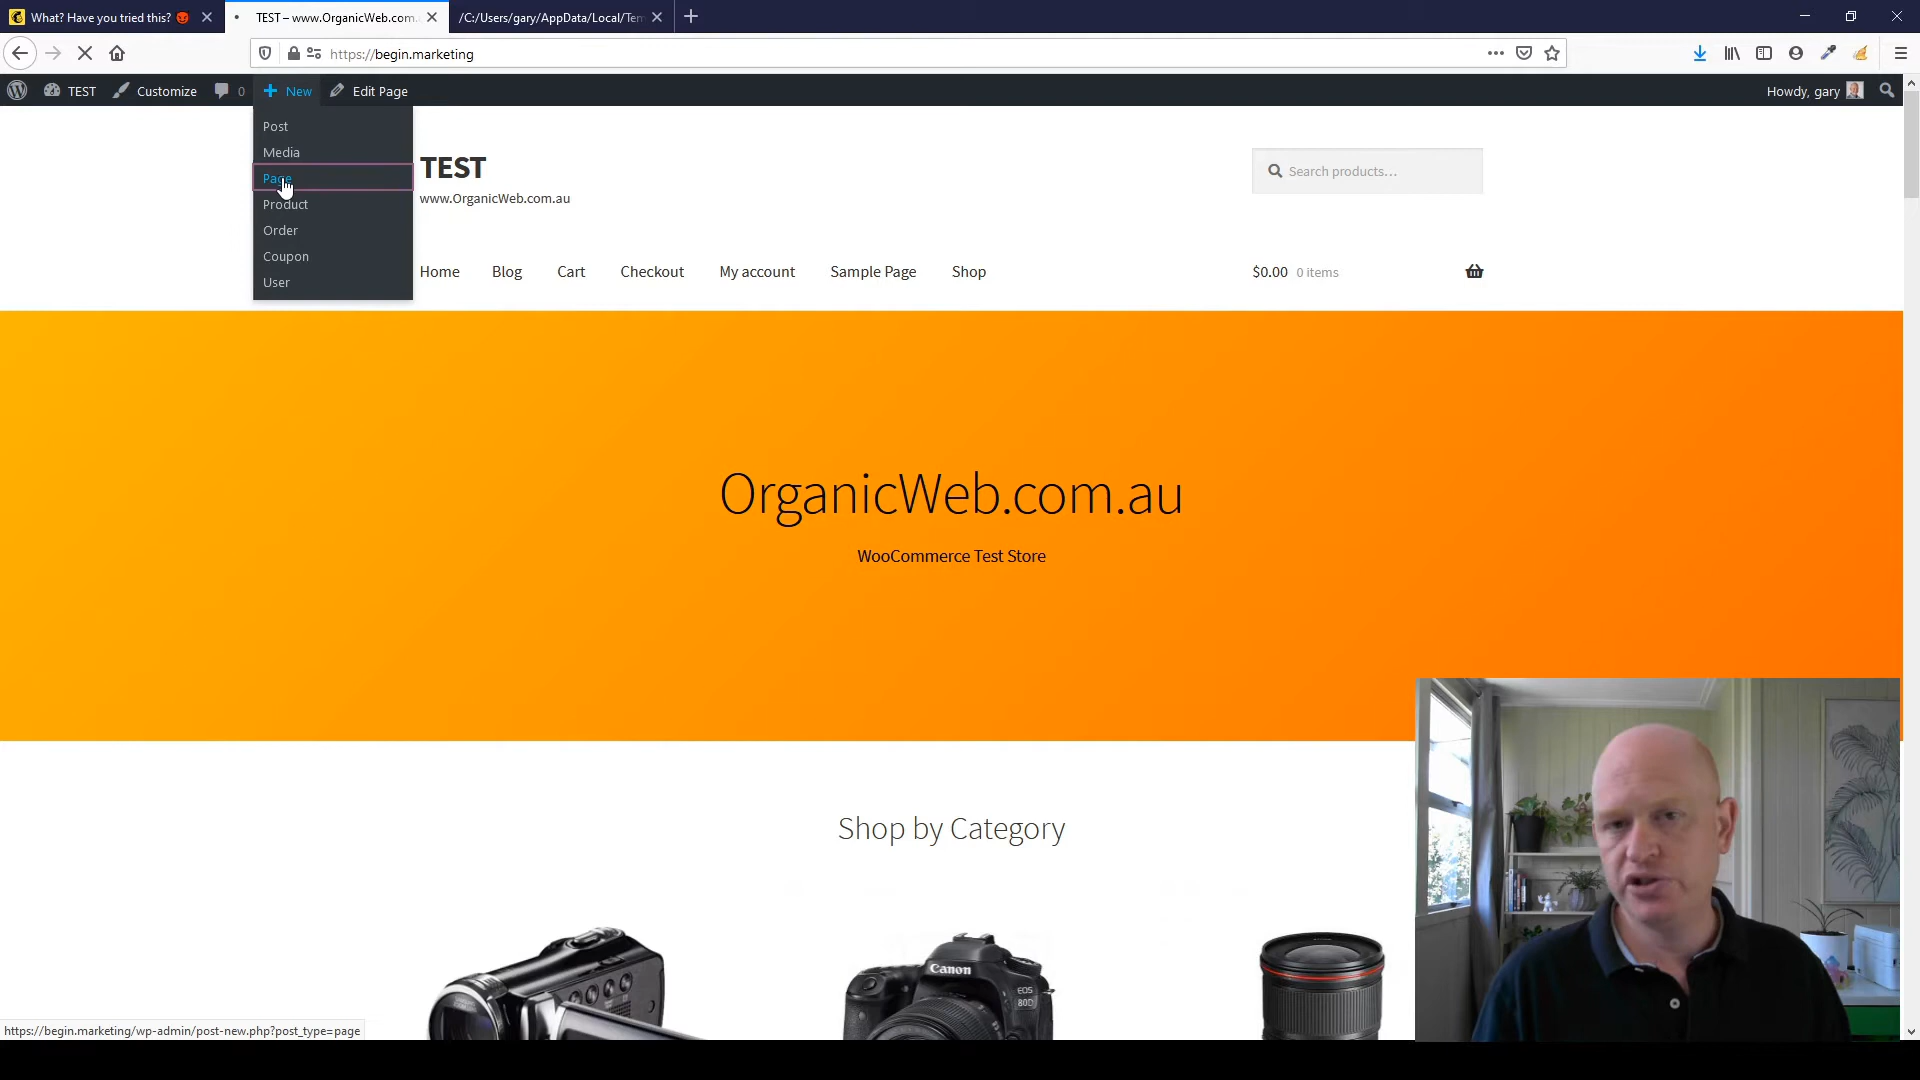 What? Have you tried this?
TEST – www.OrganicWeb.com.
/C:/Users/gary/AppData/Local/Tem
https://begin.marketing
TEST
Customize
0
New
Edit Page
Howdy, gary
Post
Media
Page
Product
Order
Coupon
User
TEST
www.OrganicWeb.com.au
Search products…
Home
Blog
Cart
Checkout
My account
Sample Page
Shop
$0.00 0 items
OrganicWeb.com.au
WooCommerce Test Store
Shop by Category
Canon
EOS
80D
https://begin.marketing/wp-admin/post-new.php?post_type=page